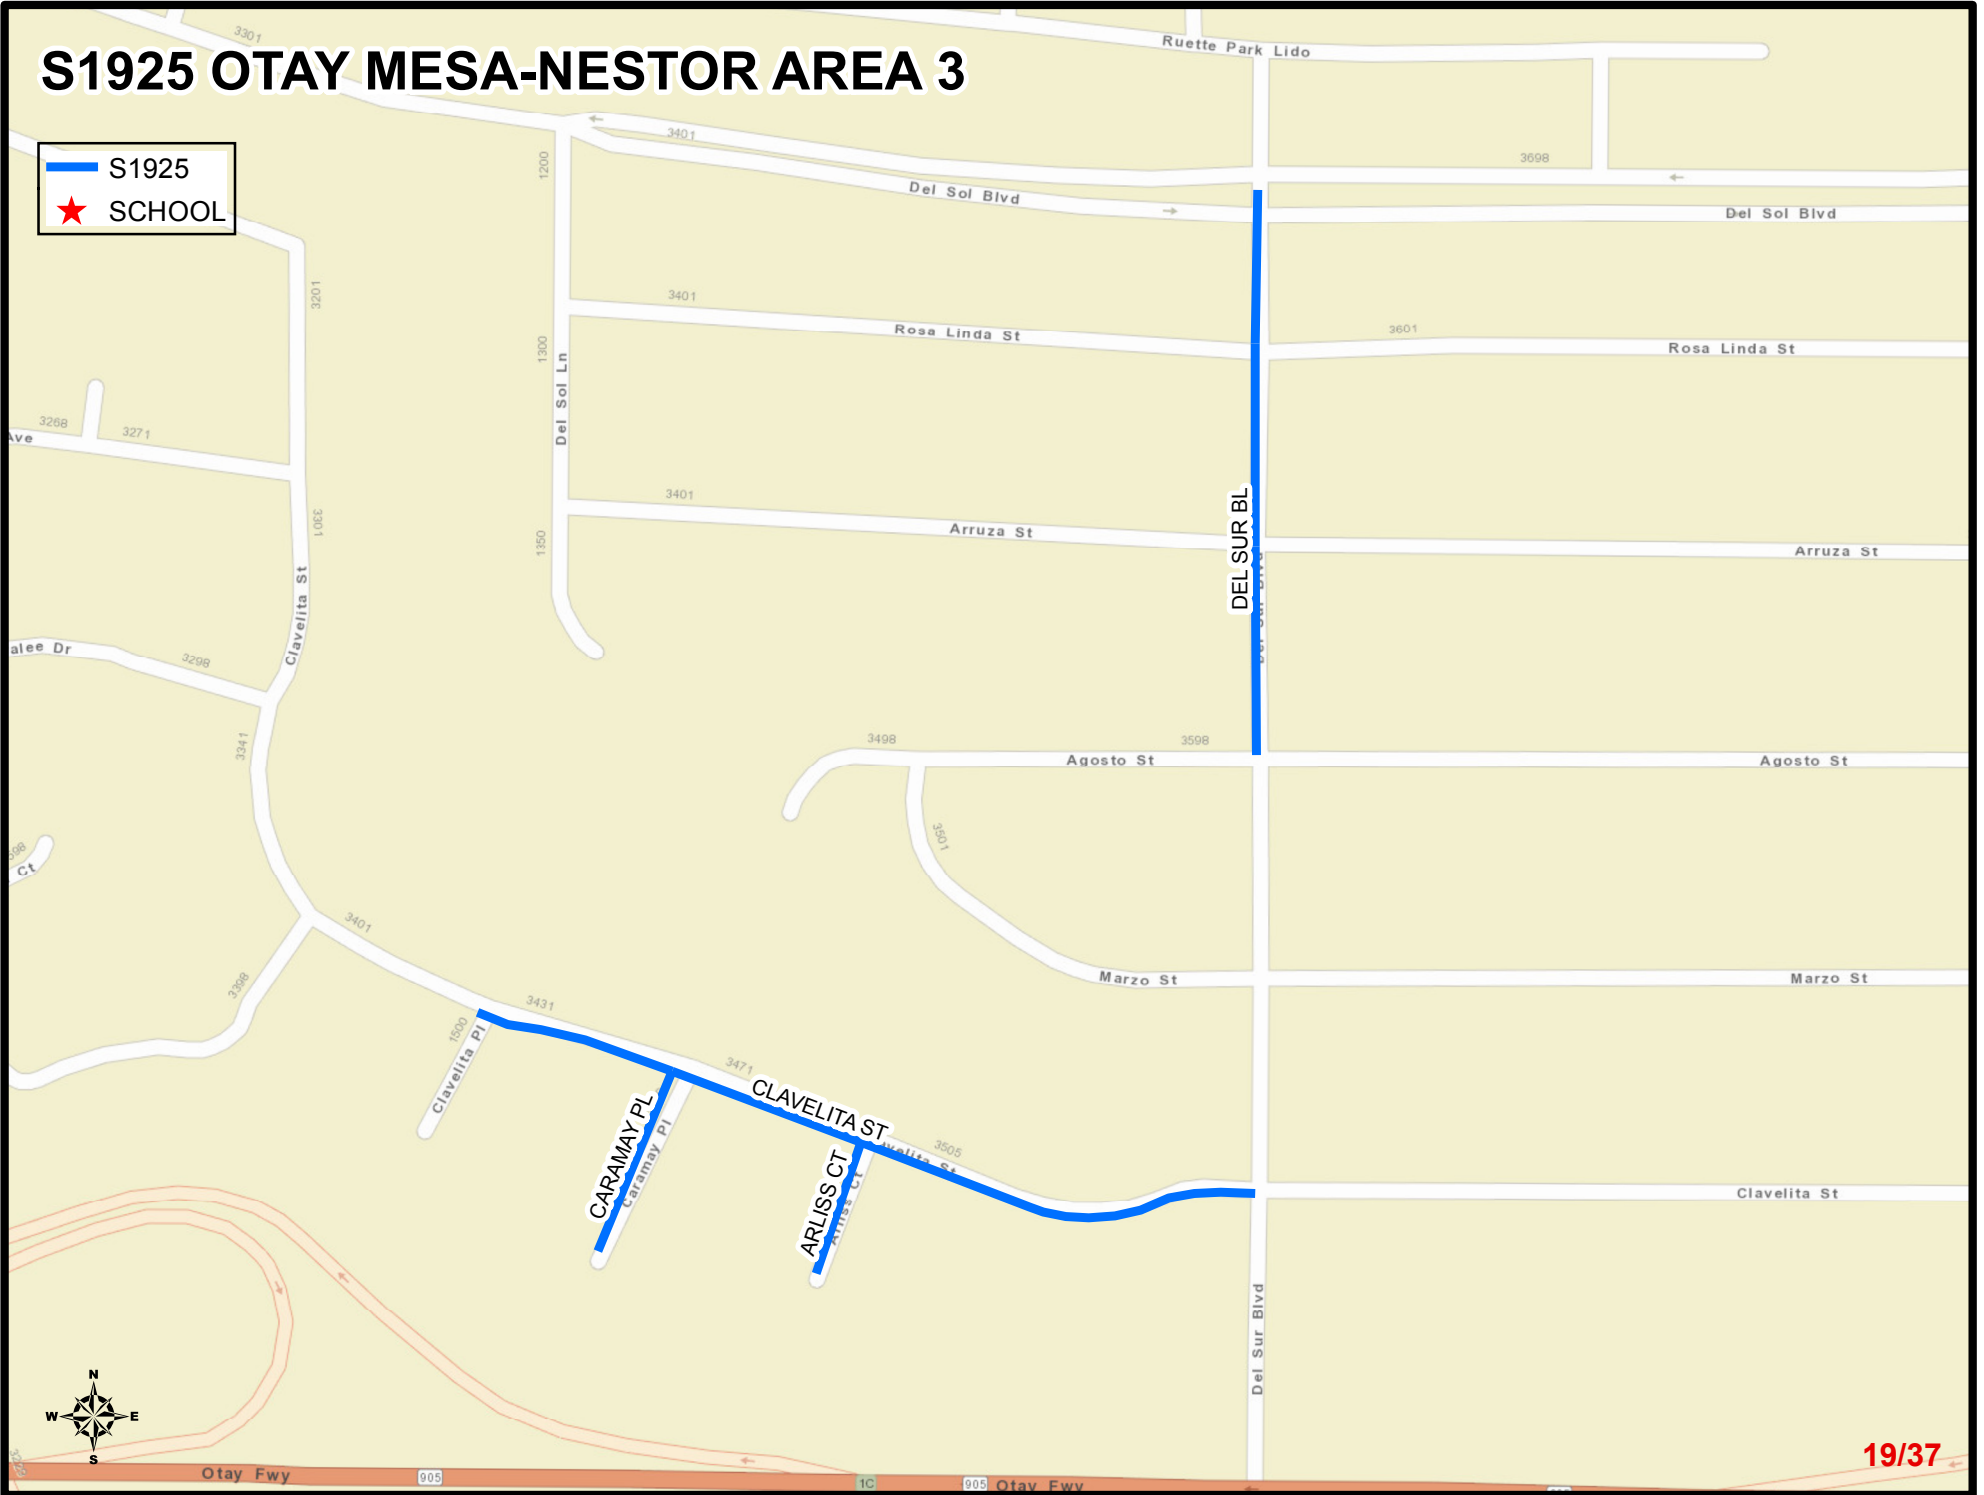 S1925 OTAY MESA-NESTOR AREA 3
S1925
SCHOOL
3301
Ruette Park Lido
3401
3698
1200
Del Sol Blvd
Del Sol Blvd
3201
3401
Rosa Linda St
3601
Rosa Linda St
1300
Del Sol Ln
3268
3271
Ave
3401
Arruza St
Arruza St
3301
1350
DEL SUR BL
Clavelita St
alee Dr
3298
3341
3498
3598
Agosto St
Agosto St
3501
Ct
3401
3398
Marzo St
Marzo St
3431
1500
Clavelita Pl
3471
CLAVELITA ST
CARAMAY PL
Caramay Pl
ARLISS CT
3505
Clavelita St
Del Sur Blvd
N
W E
S
Otay Fwy
905
1C
905
Otay Fwy
19/37